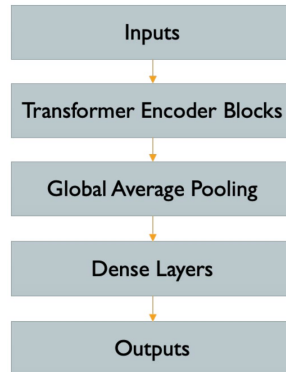 Inputs
Transformer Encoder Blocks
Global Average Pooling
Dense Layers
Outputs